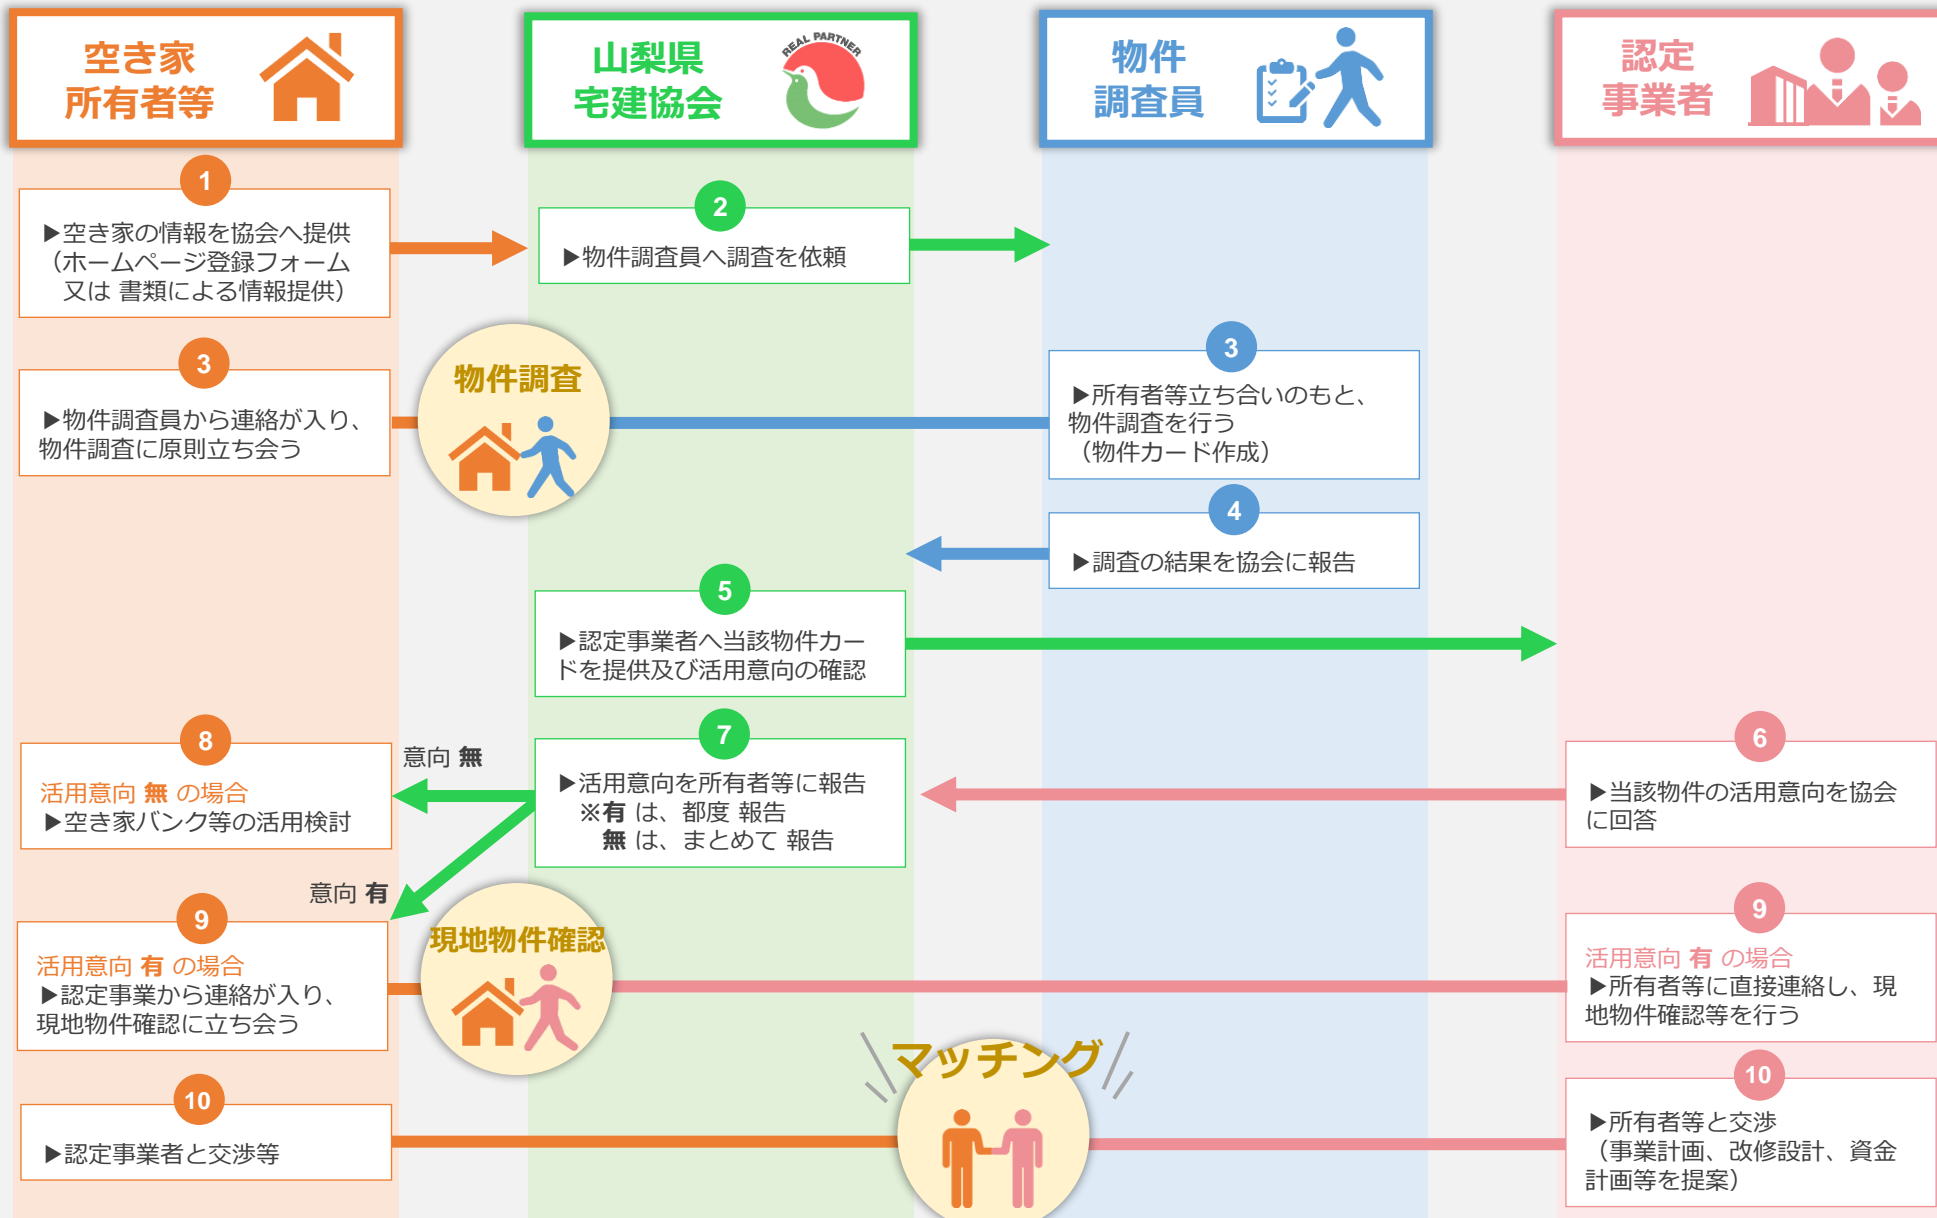 空き家
所有者等
山梨県
宅建協会
REAL PARTNER
物件
調査員
認定
事業者
1
▶空き家の情報を協会へ提供
（ホームページ登録フォーム
又は 書類による情報提供）
2
▶物件調査員へ調査を依頼
3
▶物件調査員から連絡が入り、
物件調査に原則立ち会う
物件調査
3
▶所有者等立ち合いのもと、
物件調査を行う
（物件カード作成）
4
▶調査の結果を協会に報告
5
▶認定事業者へ当該物件カー
ドを提供及び活用意向の確認
6
▶当該物件の活用意向を協会
に回答
7
▶活用意向を所有者等に報告
※有 は、都度 報告
無 は、まとめて 報告
意向 無
8
活用意向 無 の場合
▶空き家バンク等の活用検討
意向 有
9
活用意向 有 の場合
▶認定事業から連絡が入り、
現地物件確認に立ち会う
現地物件確認
9
活用意向 有 の場合
▶所有者等に直接連絡し、現
地物件確認等を行う
マッチング
10
▶認定事業者と交渉等
10
▶所有者等と交渉
（事業計画、改修設計、資金
計画等を提案）